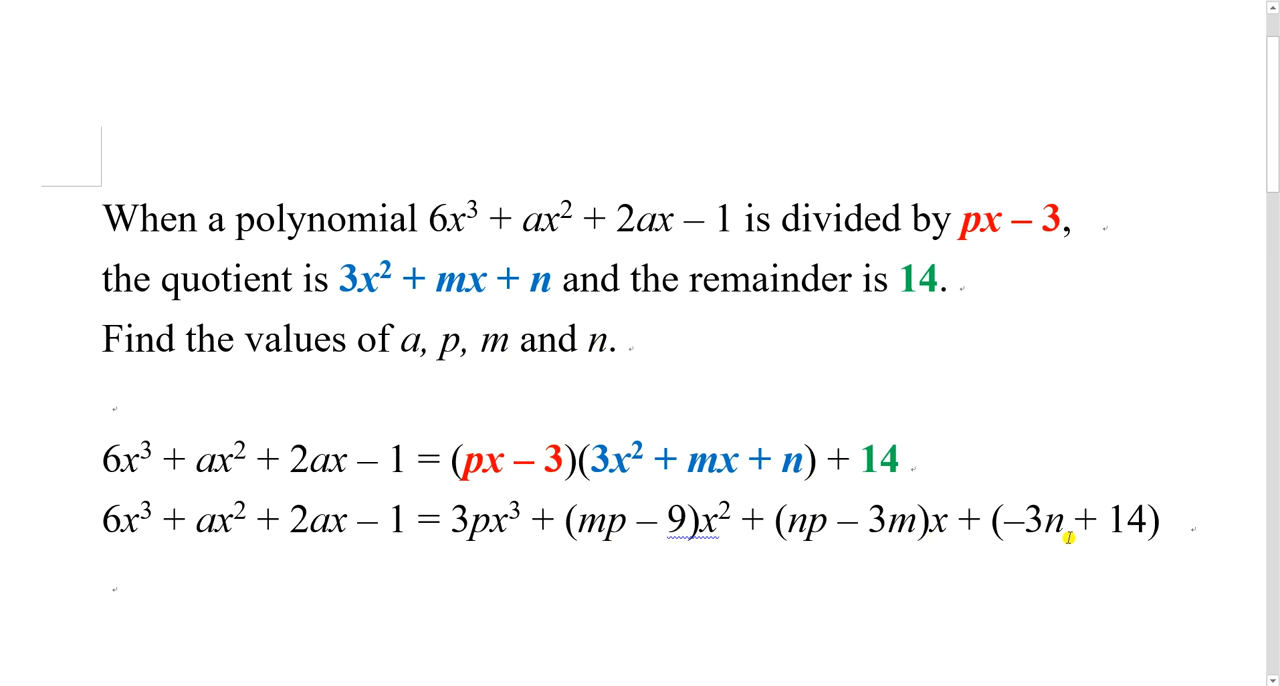 When a polynomial 6x³ + ax² + 2ax – 1 is divided by px – 3,
the quotient is 3x² + mx + n and the remainder is 14.
Find the values of a, p, m and n.
6x³ + ax² + 2ax – 1 = (px – 3)(3x² + mx + n) + 14
6x³ + ax² + 2ax – 1 = 3px³ + (mp – 9)x² + (np – 3m)x + (–3n + 14)